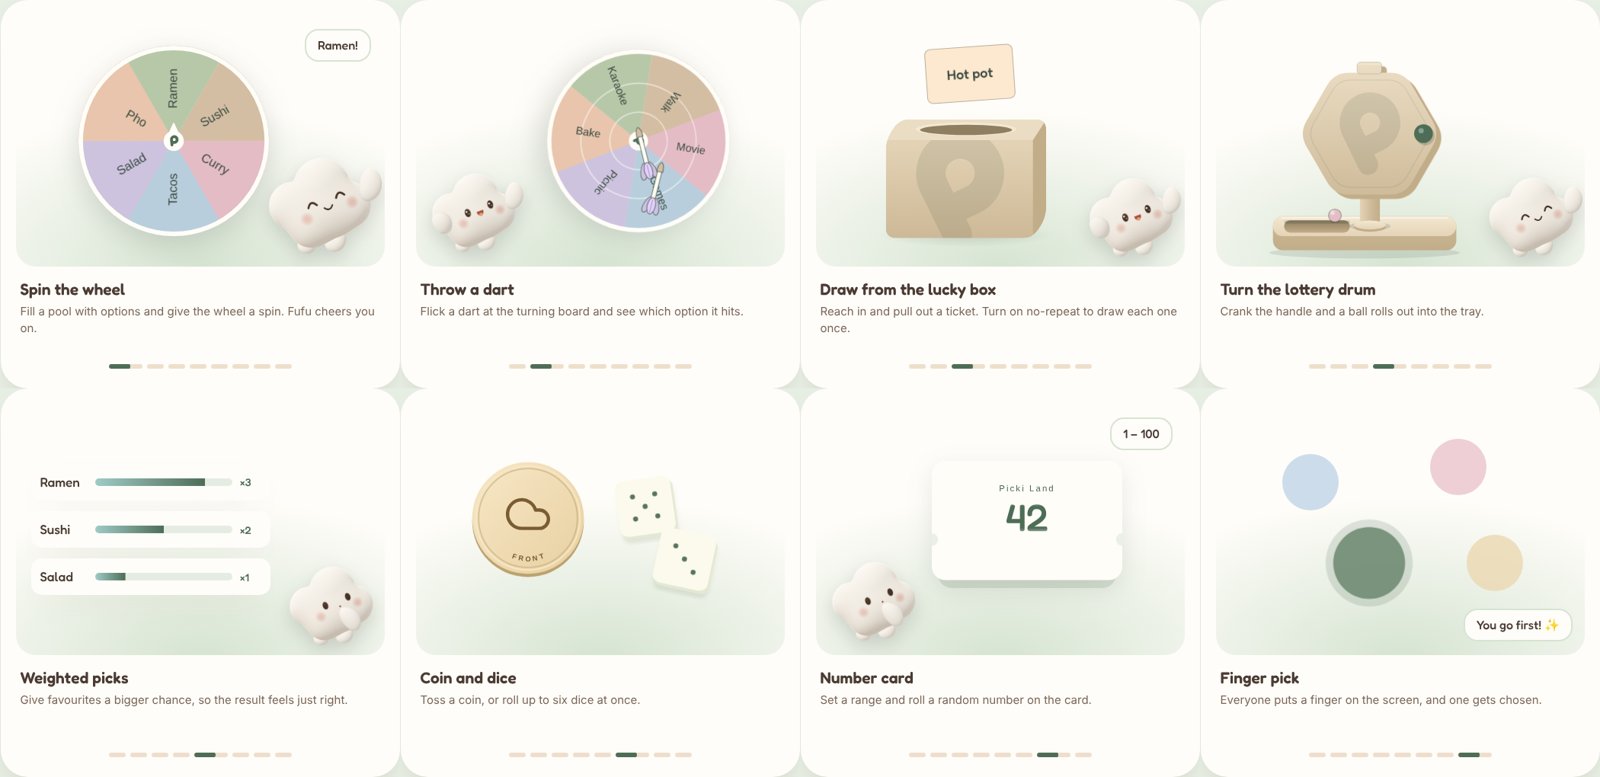 Ramen!
Ramen
Sushi
Curry
Tacos
Salad
Pho
Spin the wheel
Fill a pool with options and give the wheel a spin. Fufu cheers you
on.
Karaoke
Walk
Movie
Picnic
Bake
Throw a dart
Flick a dart at the turning board and see which option it hits.
Hot pot
Draw from the lucky box
Reach in and pull out a ticket. Turn on no-repeat to draw each one
once.
Turn the lottery drum
Crank the handle and a ball rolls out into the tray.
Ramen ×3
Sushi ×2
Salad ×1
Weighted picks
Give favourites a bigger chance, so the result feels just right.
FRONT
Coin and dice
Toss a coin, or roll up to six dice at once.
1 – 100
Picki Land
42
Number card
Set a range and roll a random number on the card.
You go first! ✨
Finger pick
Everyone puts a finger on the screen, and one gets chosen.